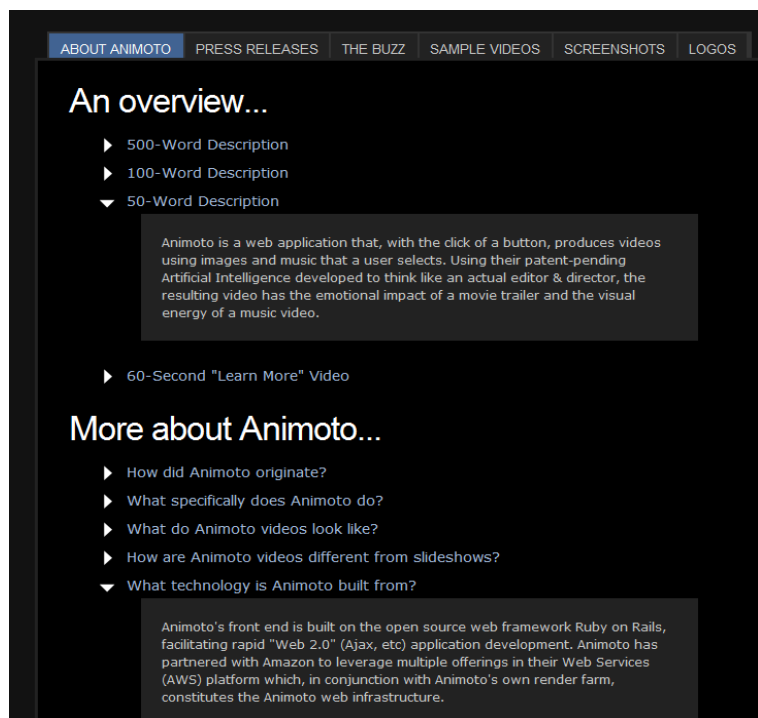 ABOUT ANIMOTO PRESS RELEASES THE BUZZ SAMPLE VIDEOS SCREENSHOTS LOGOS
An overview...
500-Word Description
100-Word Description
50-Word Description
Animoto is a web application that, with the click of a button, produces videos
using images and music that a user selects. Using their patent-pending
Artificial Intelligence developed to think like an actual editor & director, the
resulting video has the emotional impact of a movie trailer and the visual
energy of a music video.
60-Second "Learn More" Video
More about Animoto...
How did Animoto originate?
What specifically does Animoto do?
What do Animoto videos look like?
How are Animoto videos different from slideshows?
What technology is Animoto built from?
Animoto's front end is built on the open source web framework Ruby on Rails,
facilitating rapid "Web 2.0" (Ajax, etc) application development. Animoto has
partnered with Amazon to leverage multiple offerings in their Web Services
(AWS) platform which, in conjunction with Animoto's own render farm,
constitutes the Animoto web infrastructure.